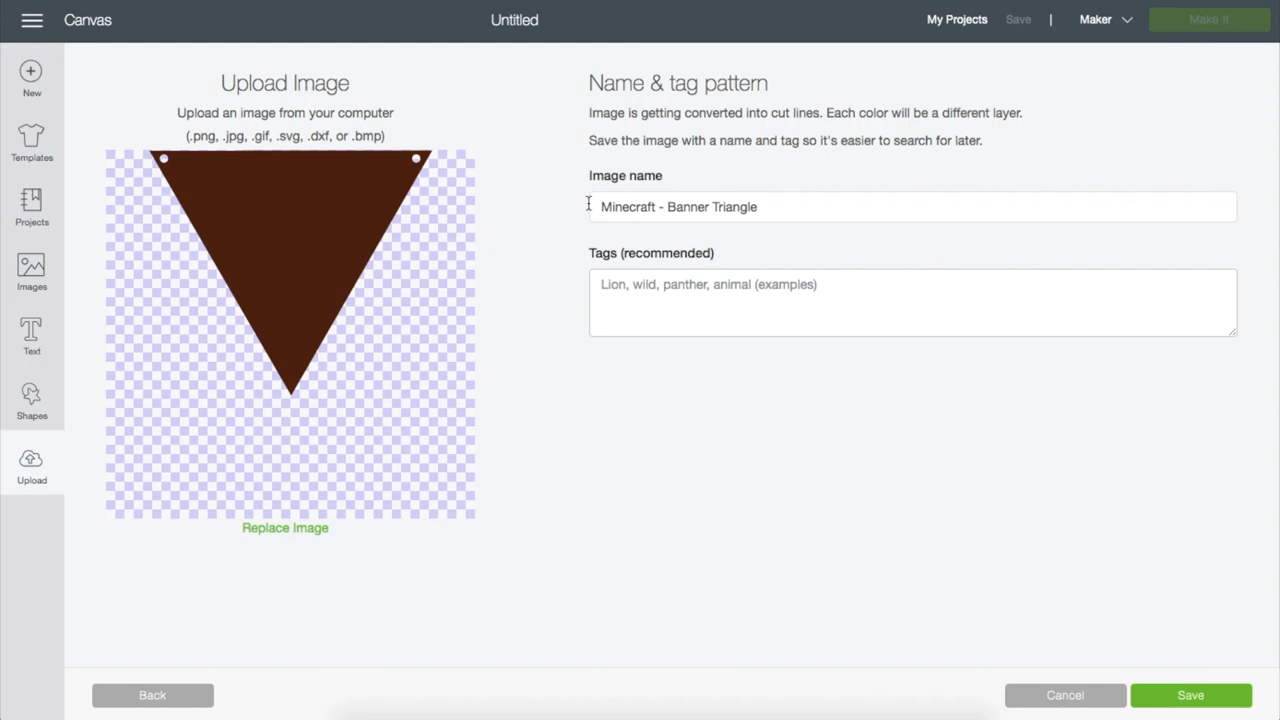 Canvas
Untitled
My Projects Save | Maker Make It
New
Templates
Projects
Images
Text
Shapes
Upload
Upload Image
Upload an image from your computer
(.png, .jpg, .gif, .svg, .dxf, or .bmp)
Replace Image
Name & tag pattern
Image is getting converted into cut lines. Each color will be a different layer.
Save the image with a name and tag so it's easier to search for later.
Image name
Minecraft - Banner Triangle
Tags (recommended)
Lion, wild, panther, animal (examples)
Back
Cancel
Save